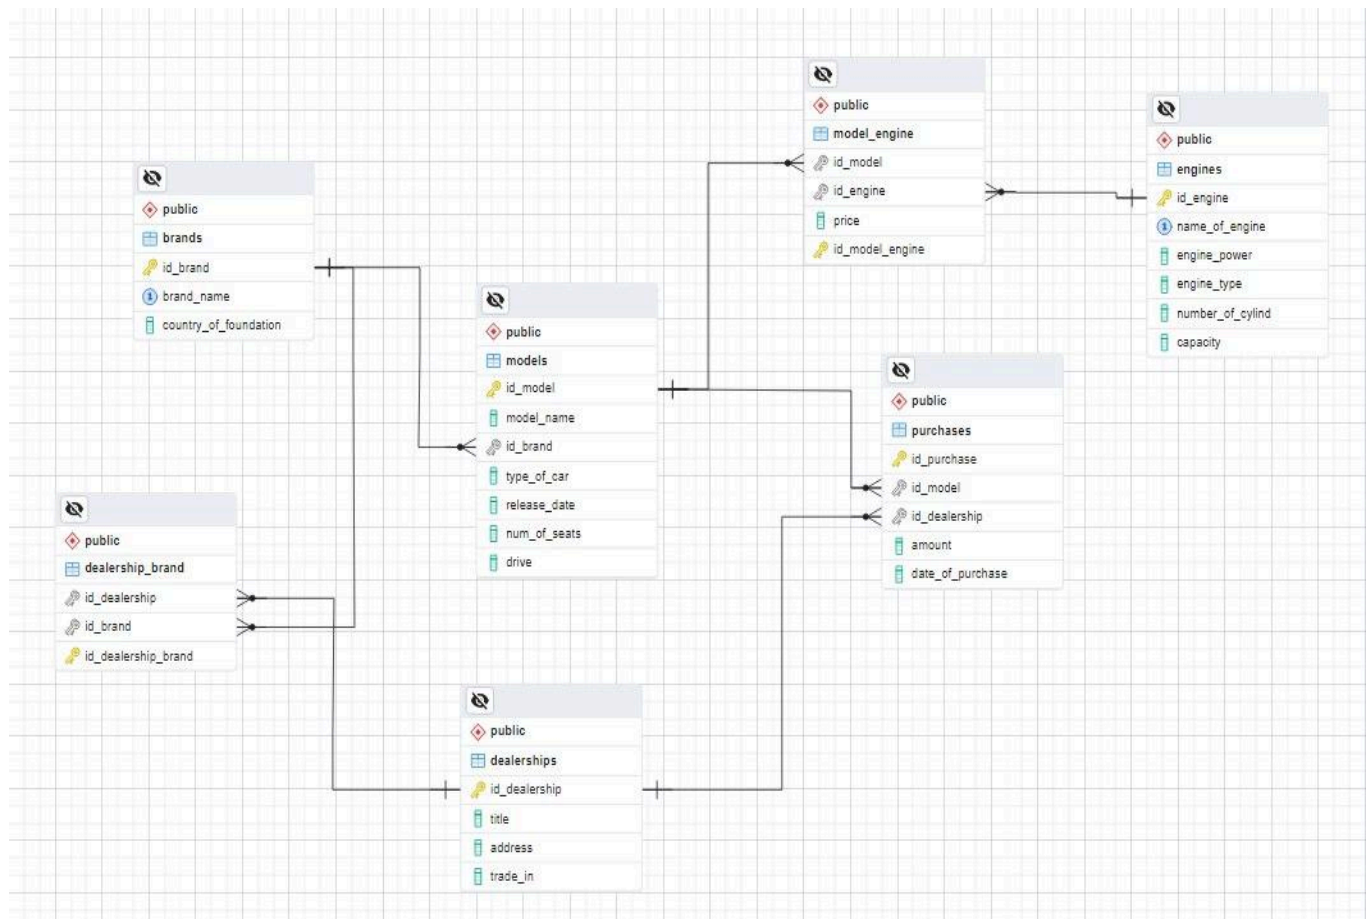 public
brands
id_brand
1 brand_name
country_of_foundation
public
dealership_brand
id_dealership
id_brand
id_dealership_brand
public
models
id_model
model_name
id_brand
type_of_car
release_date
num_of_seats
drive
public
dealerships
id_dealership
title
address
trade_in
public
model_engine
id_model
id_engine
price
id_model_engine
public
purchases
id_purchase
id_model
id_dealership
amount
date_of_purchase
public
engines
id_engine
1 name_of_engine
engine_power
engine_type
number_of_cylind
capacity